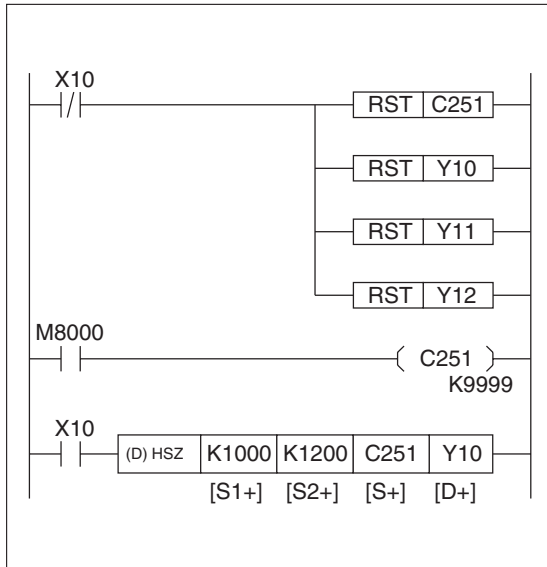 X10
RST C251
RST Y10
RST Y11
RST Y12
M8000
C251
K9999
X10
(D) HSZ K1000 K1200 C251 Y10
[S1+] [S2+] [S+] [D+]